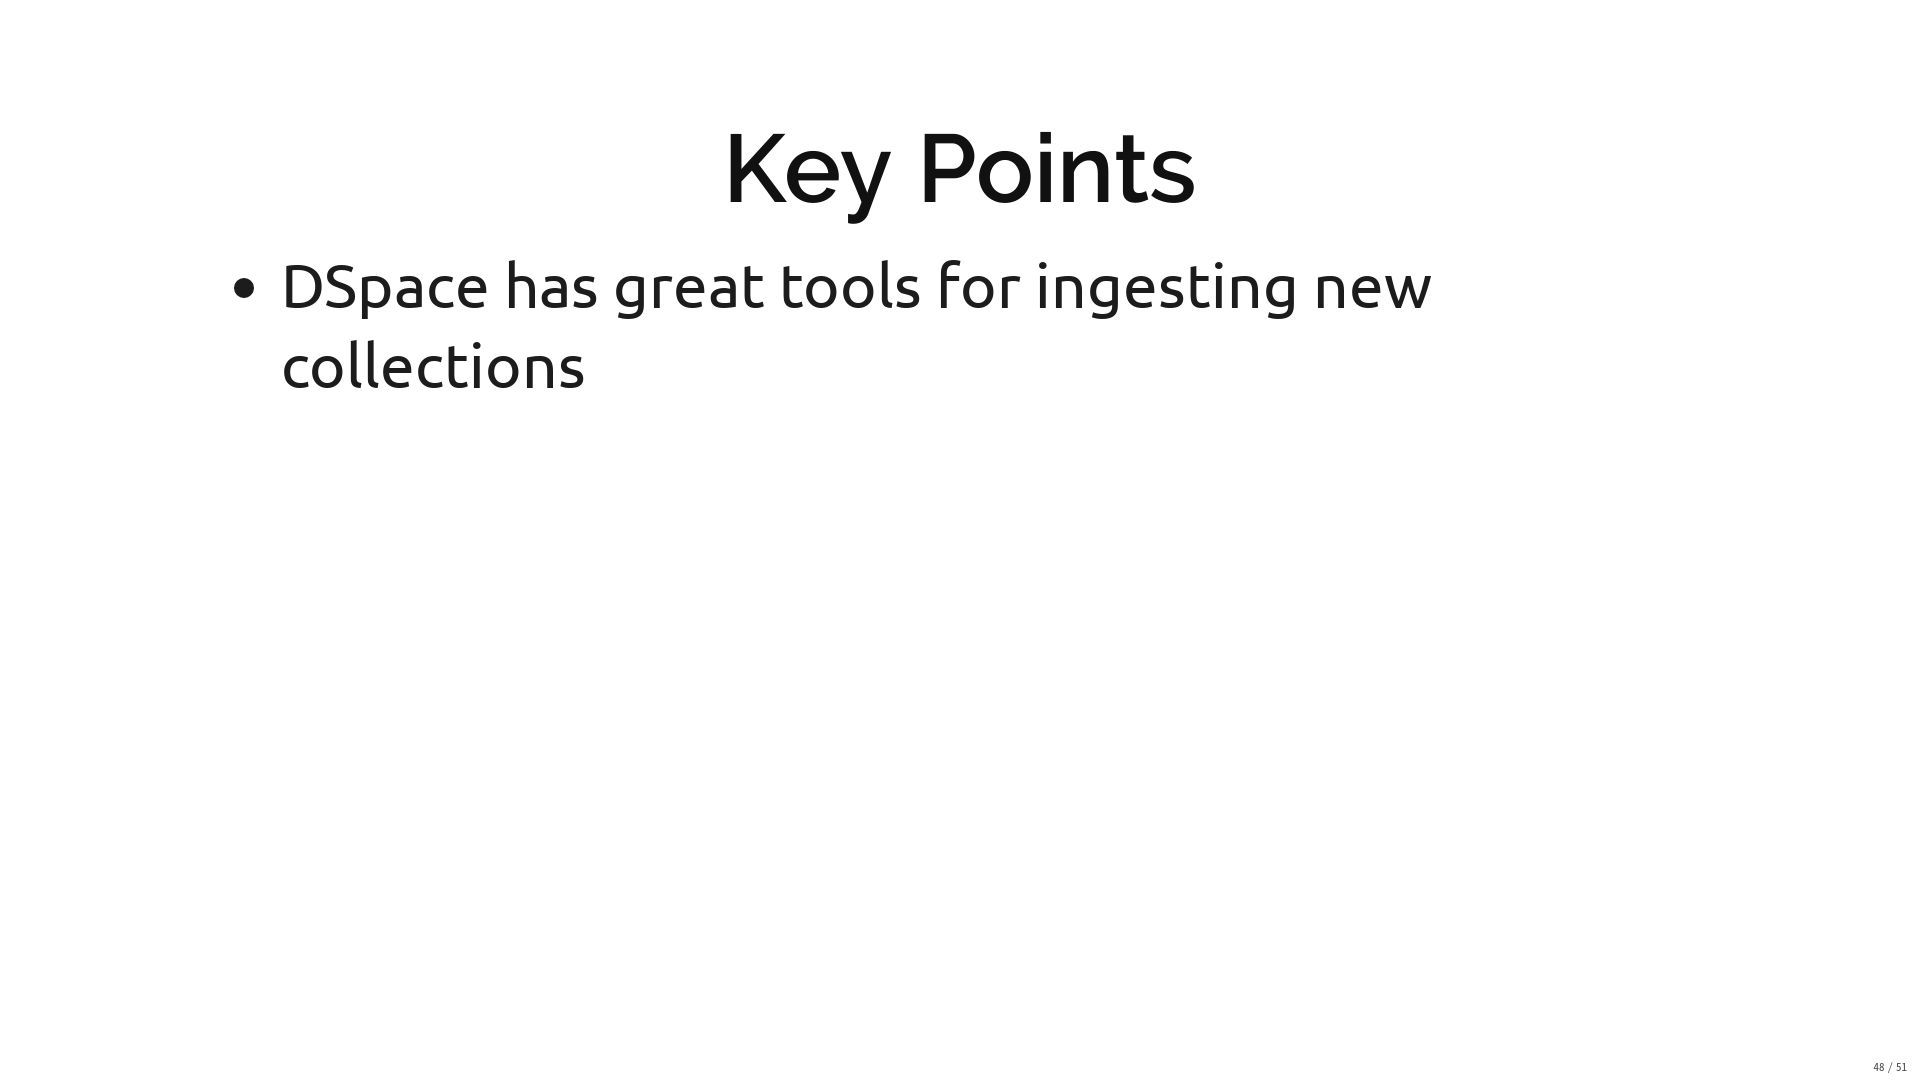 Key Points
• DSpace has great tools for ingesting new
collections
48 / 51